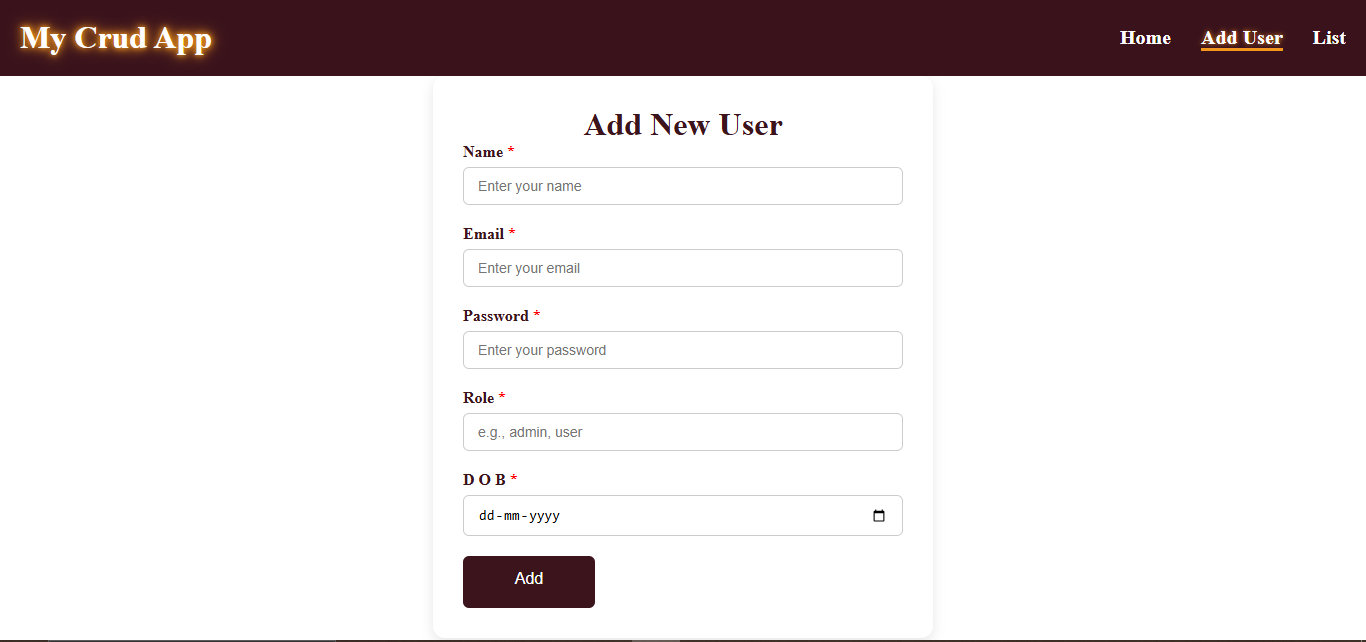 My Crud App
Home Add User List
Add New User
Name *
Enter your name
Email *
Enter your email
Password *
Enter your password
Role *
e.g., admin, user
D O B *
dd-mm-yyyy
Add